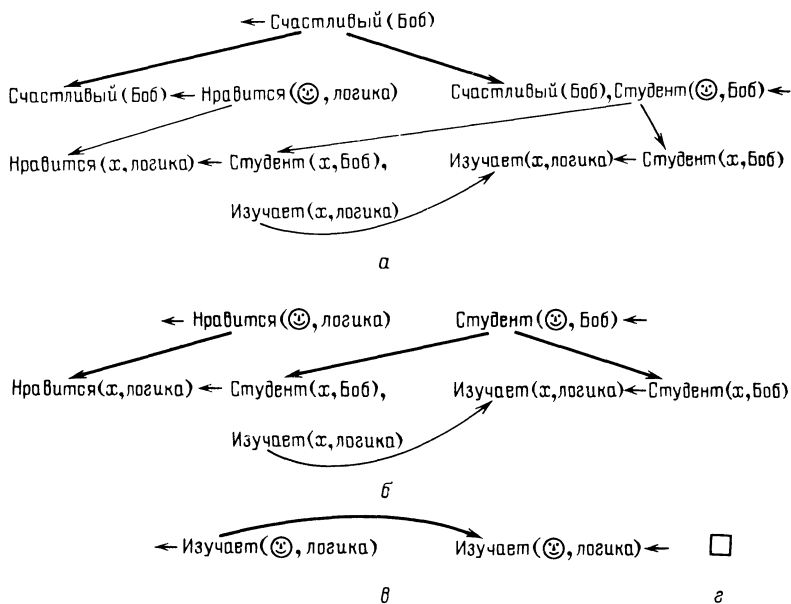 ← Счастливый(Боб)
Счастливый(Боб) ← Нравится(☺, логика) Счастливый(Боб), Студент(☺, Боб) ←
Нравится(x, логика) ← Студент(x, Боб), Изучает(x, логика) ← Студент(x, Боб)
Изучает(x, логика)
а
← Нравится(☺, логика) Студент(☺, Боб) ←
Нравится(x, логика) ← Студент(x, Боб), Изучает(x, логика) ← Студент(x, Боб)
Изучает(x, логика)
б
← Изучает(☺, логика) Изучает(☺, логика) ← □
в г